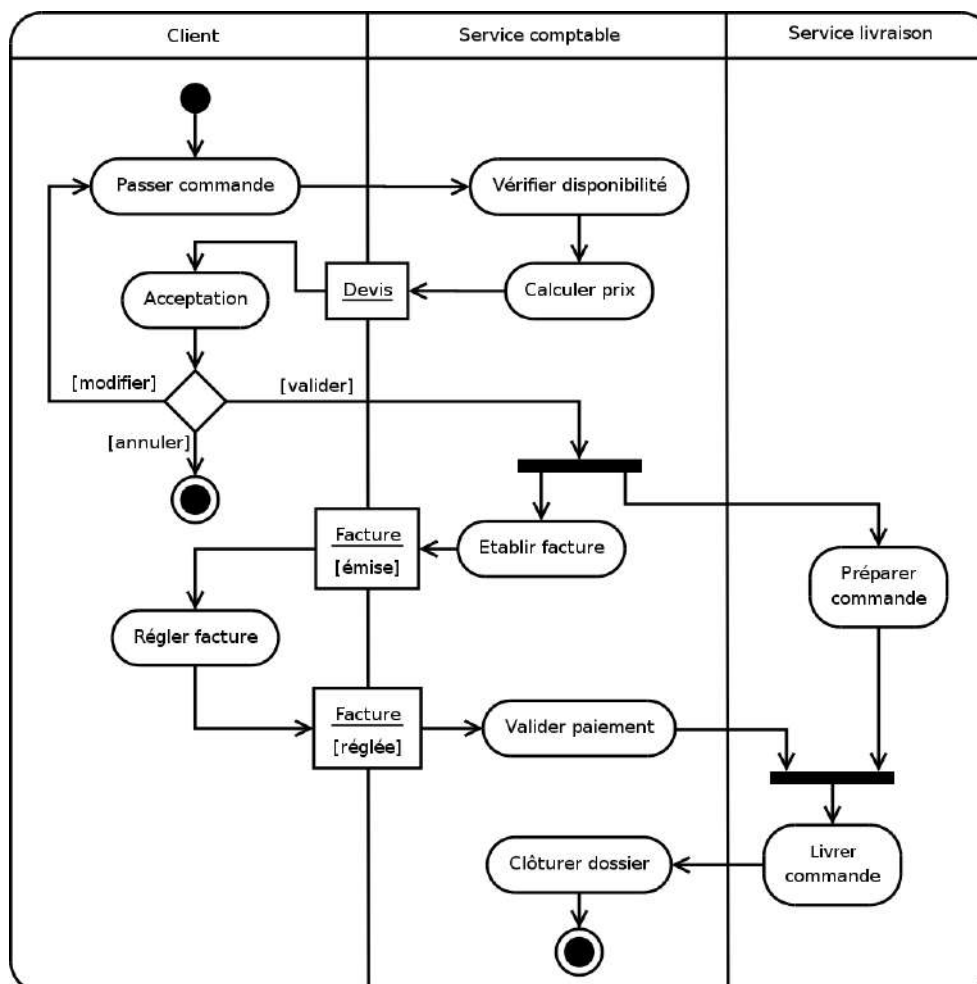 Client
Service comptable
Service livraison
Passer commande
Vérifier disponibilité
Acceptation
Devis
Calculer prix
[modifier]
[valider]
[annuler]
Facture
[émise]
Etablir facture
Préparer
commande
Régler facture
Facture
[réglée]
Valider paiement
Clôturer dossier
Livrer
commande